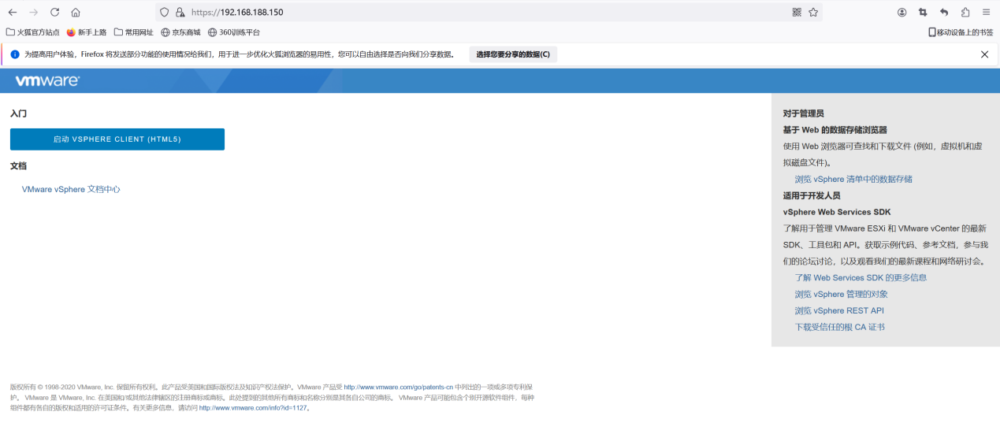 https://192.168.188.150
火狐官方站点 新手上路 常用网址 京东商城 360训练平台 移动设备上的书签
为提高用户体验，Firefox 将发送部分功能的使用情况给我们，用于进一步优化火狐浏览器的易用性，您可以自由选择是否向我们分享数据。 选择您要分享的数据(C)
vmware
入门
启动 VSPHERE CLIENT (HTML5)
文档
VMware vSphere 文档中心
对于管理员
基于 Web 的数据存储浏览器
使用 Web 浏览器可查找和下载文件 (例如，虚拟机和虚
拟磁盘文件)。
浏览 vSphere 清单中的数据存储
适用于开发人员
vSphere Web Services SDK
了解用于管理 VMware ESXi 和 VMware vCenter 的最新
SDK、工具包和 API。获取示例代码、参考文档，参与我
们的论坛讨论，以及观看我们的最新课程和网络研讨会。
了解 Web Services SDK 的更多信息
浏览 vSphere 管理的对象
浏览 vSphere REST API
下载受信任的根 CA 证书
版权所有 © 1998-2020 VMware, Inc. 保留所有权利。此产品受美国和国际版权法及知识产权法保护。VMware 产品受 http://www.vmware.com/go/patents-cn 中列出的一项或多项专利保
护。 VMware 是 VMware, Inc. 在美国和/或其他法律辖区的注册商标或商标。此处提到的其他所有商标和名称分别是其各自公司的商标。 VMware 产品可能包含个别开源软件组件，每种
组件都有各自的版权和适用的许可证条件。有关更多信息，请访问 http://www.vmware.com/info?id=1127。